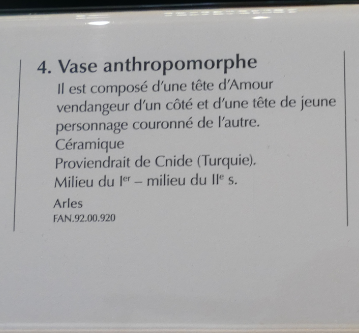 4. Vase anthropomorphe
Il est composé d'une tête d'Amour
vendangeur d'un côté et d'une tête de jeune
personnage couronné de l'autre.
Céramique
Proviendrait de Cnide (Turquie).
Milieu du Ier – milieu du IIe s.
Arles
FAN.92.00.920